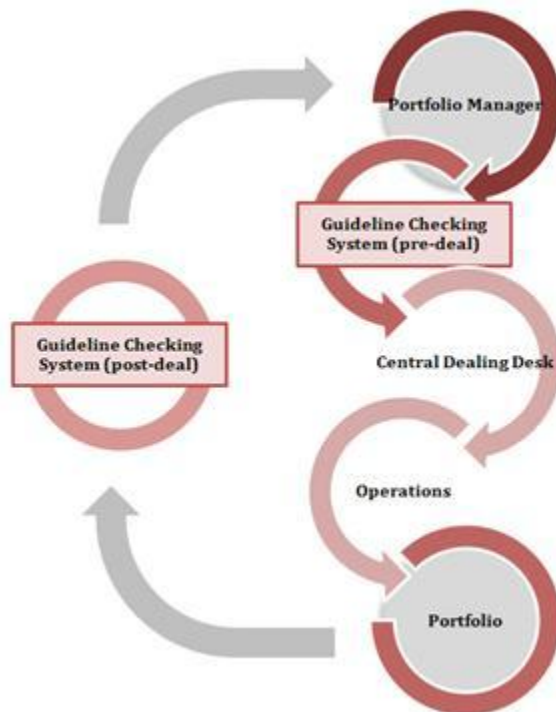 Portfolio Manager
Guideline Checking
System (pre-deal)
Guideline Checking
System (post-deal)
Central Dealing Desk
Operations
Portfolio